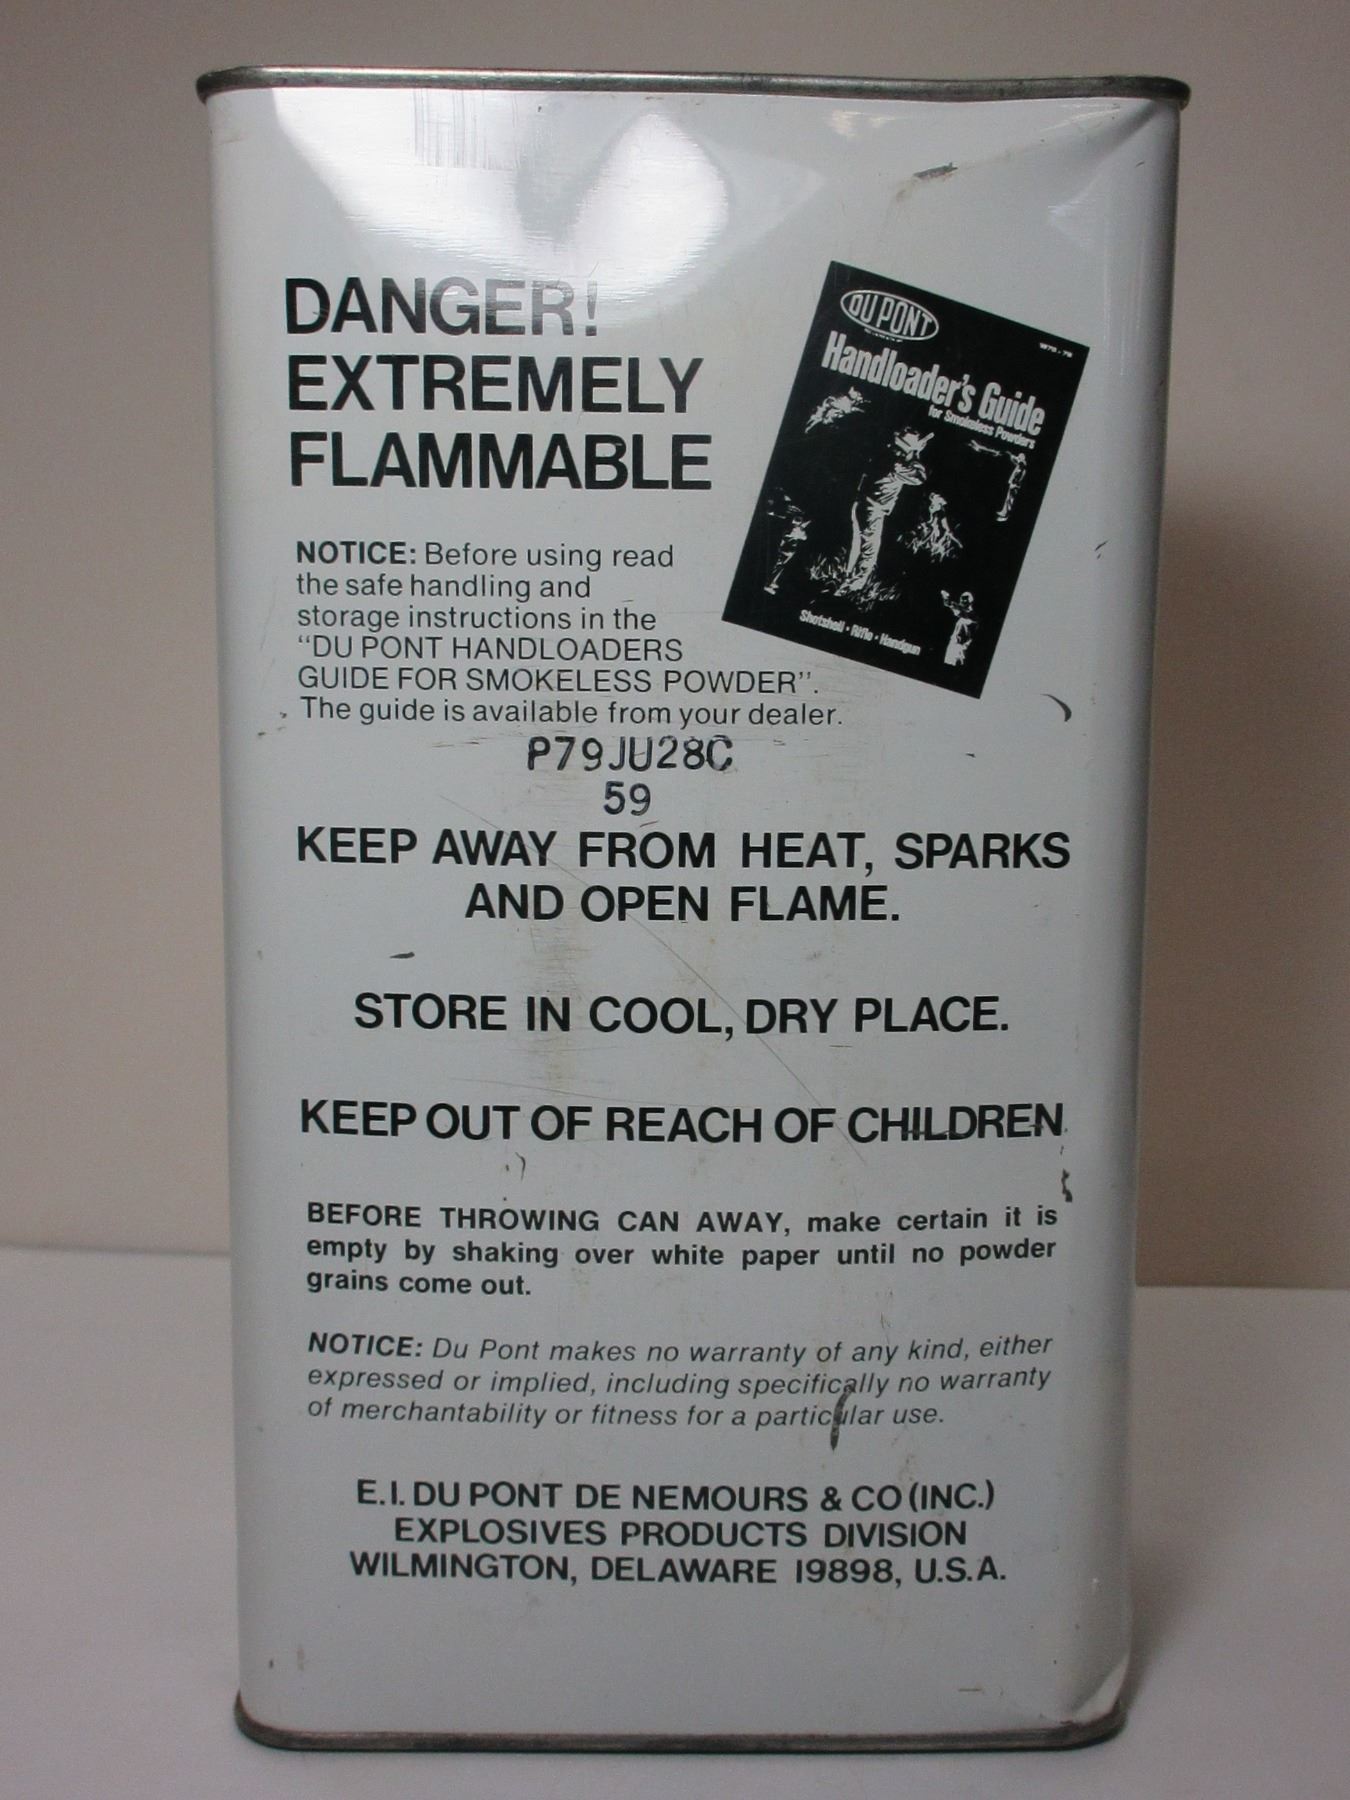 DANGER!
EXTREMELY
FLAMMABLE
DU PONT
Handloader's Guide
for Smokeless Powders
Shotshell • Rifle • Handgun
NOTICE: Before using read
the safe handling and
storage instructions in the
“DU PONT HANDLOADERS
GUIDE FOR SMOKELESS POWDER”.
The guide is available from your dealer.
P79JU28C
59
KEEP AWAY FROM HEAT, SPARKS
AND OPEN FLAME.
STORE IN COOL, DRY PLACE.
KEEP OUT OF REACH OF CHILDREN
BEFORE THROWING CAN AWAY, make certain it is
empty by shaking over white paper until no powder
grains come out.
NOTICE: Du Pont makes no warranty of any kind, either
expressed or implied, including specifically no warranty
of merchantability or fitness for a particular use.
E.I. DU PONT DE NEMOURS & CO (INC.)
EXPLOSIVES PRODUCTS DIVISION
WILMINGTON, DELAWARE 19898, U.S.A.